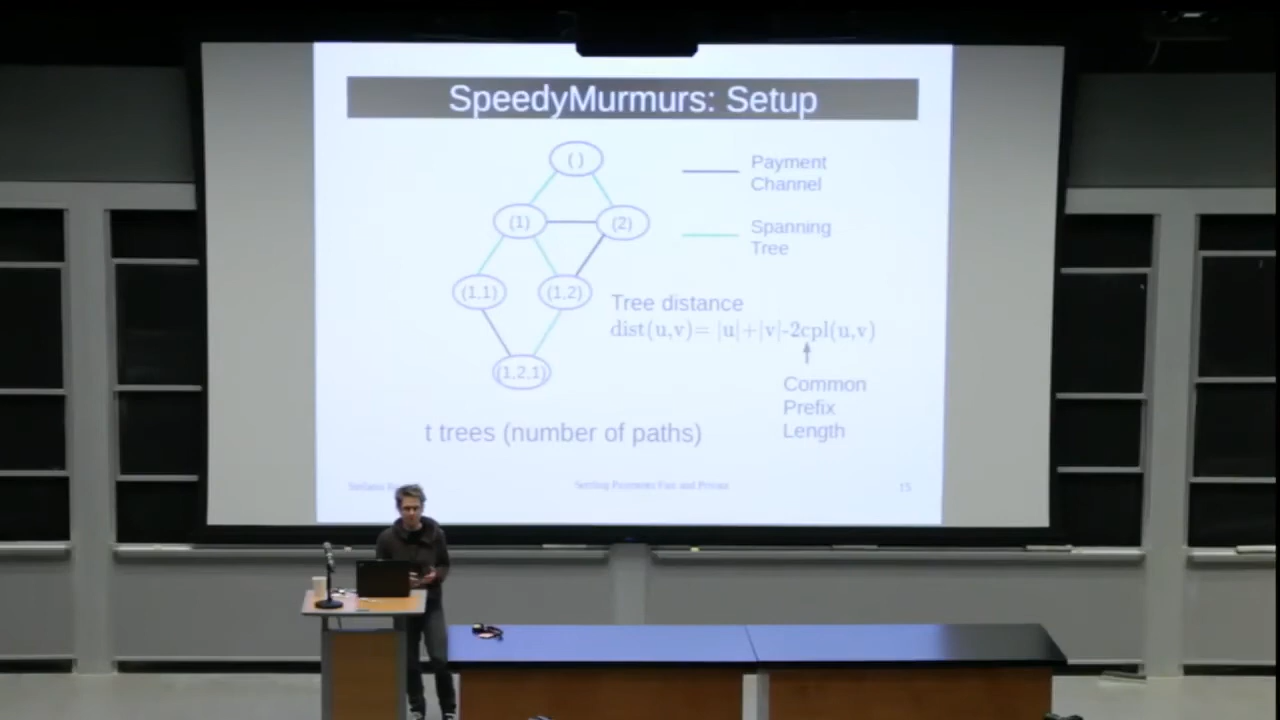 SpeedyMurmurs: Setup
( )
Payment
Channel
(1)
(2)
Spanning
Tree
(1,1)
(1,2)
Tree distance
dist(u,v)= |u|+|v|-2cpl(u,v)
(1,2,1)
Common
Prefix
Length
t trees (number of paths)
Stefanie
Settling Payments Fast and Private
15